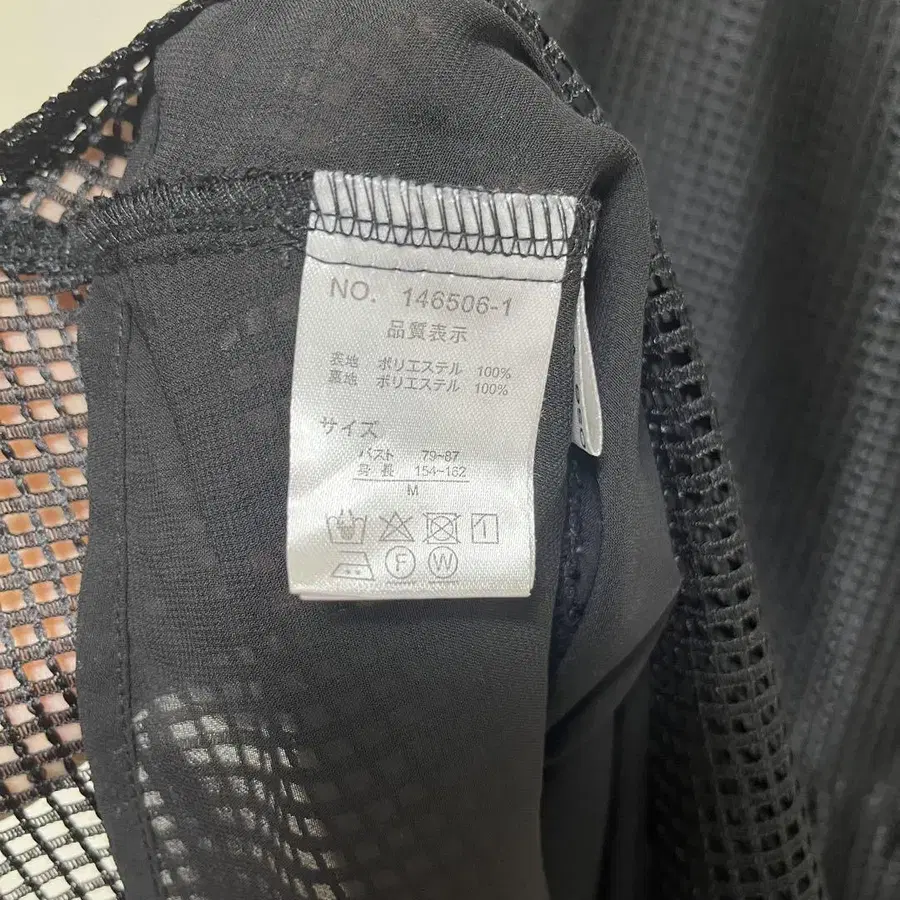 NO. 146506-1
品質表示
表地 ポリエステル 100%
裏地 ポリエステル 100%
サイズ
バスト 79~87
身長 154~162
M
F W